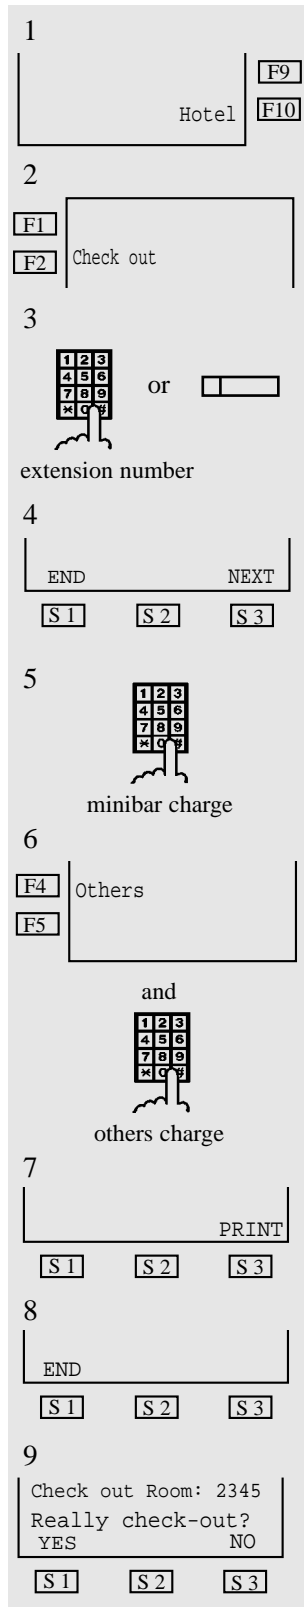 1
F9
Hotel F10
2
F1
F2 Check out
3
1 2 3
4 5 6
7 8 9
* 0 #
or
extension number
4
END NEXT
S 1 S 2 S 3
5
1 2 3
4 5 6
7 8 9
* 0 #
minibar charge
6
F4 Others
F5
and
1 2 3
4 5 6
7 8 9
* 0 #
others charge
7
PRINT
S 1 S 2 S 3
8
END
S 1 S 2 S 3
9
Check out Room: 2345
Really check-out?
YES NO
S 1 S 2 S 3